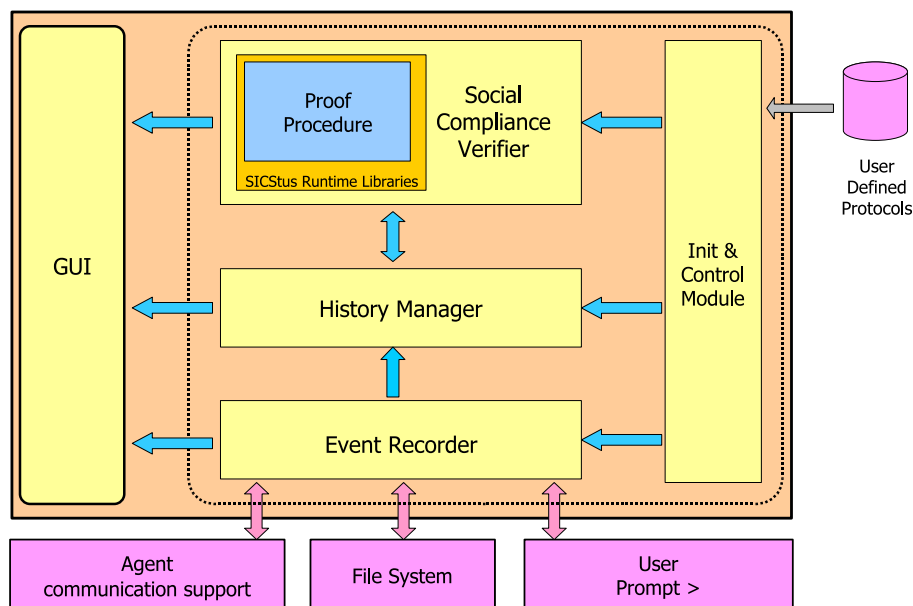 Proof
Procedure
SICStus Runtime Libraries
Social
Compliance
Verifier
User
Defined
Protocols
GUI
Init &
Control
Module
History Manager
Event Recorder
Agent
communication support
File System
User
Prompt >